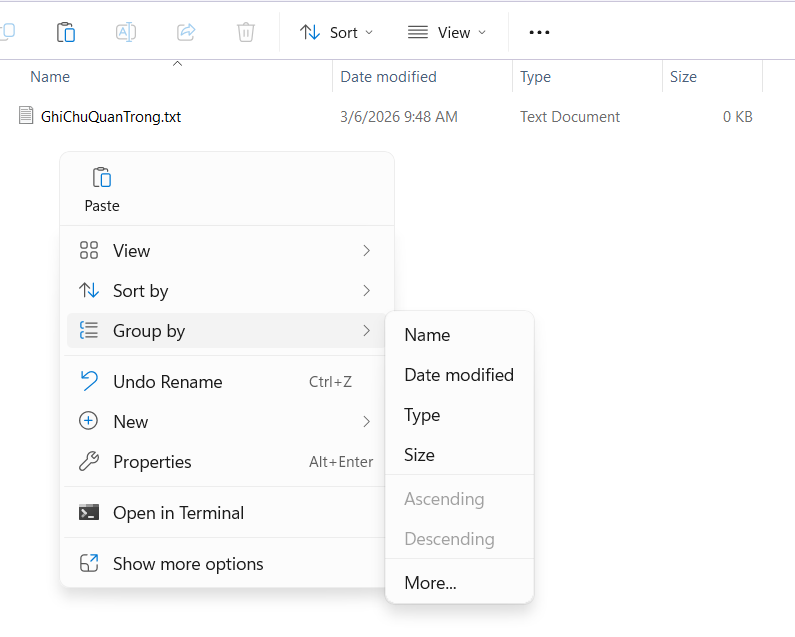 Sort View ...
Name Date modified Type Size
GhiChuQuanTrong.txt 3/6/2026 9:48 AM Text Document 0 KB
Paste
View
Sort by
Group by
Name
Date modified
Undo Rename Ctrl+Z
Type
New
Size
Properties Alt+Enter
Ascending
Open in Terminal
Descending
Show more options
More...